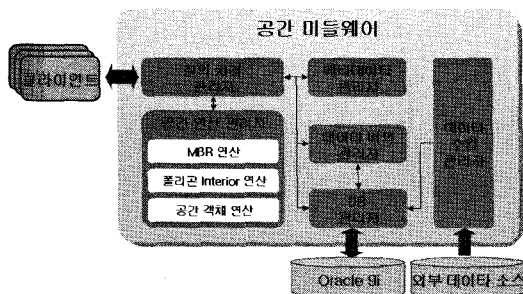 공간 미들웨어
클라이언트
질의 처리
관리자
메타데이터
관리자
데이터
수집
관리자
공간 연산 관리자
MBR 연산
폴리곤 Interior 연산
공간 객체 연산
데이터
관리자
DB
관리자
Oracle 9i
외부 데이터 소스